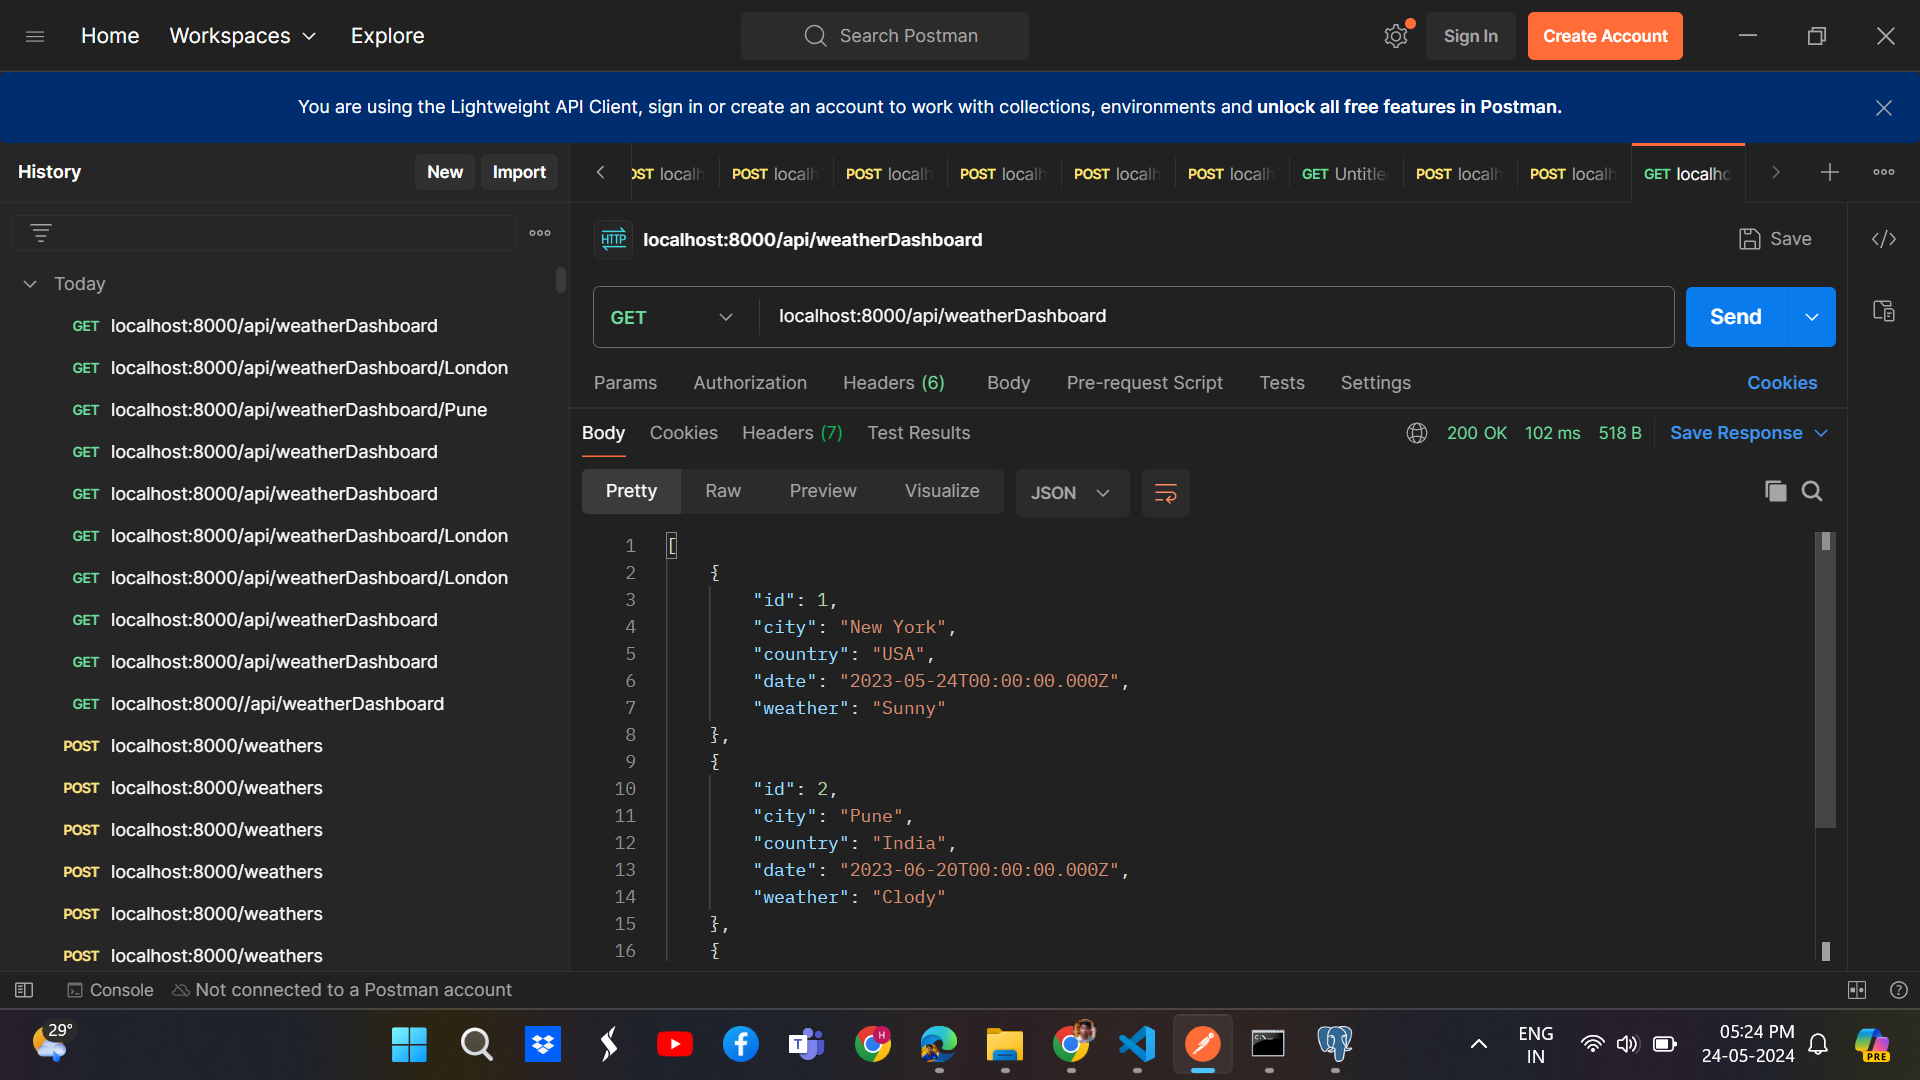 Home Workspaces Explore Search Postman Sign In Create Account
You are using the Lightweight API Client, sign in or create an account to work with collections, environments and unlock all free features in Postman.
History New Import
POST localh POST localh POST localh POST localh POST localh GET Untitle POST localh POST localh GET localho
HTTP localhost:8000/api/weatherDashboard Save
Today
GET localhost:8000/api/weatherDashboard
GET localhost:8000/api/weatherDashboard/London
GET localhost:8000/api/weatherDashboard/Pune
GET localhost:8000/api/weatherDashboard
GET localhost:8000/api/weatherDashboard
GET localhost:8000/api/weatherDashboard/London
GET localhost:8000/api/weatherDashboard/London
GET localhost:8000/api/weatherDashboard
GET localhost:8000/api/weatherDashboard
GET localhost:8000//api/weatherDashboard
POST localhost:8000/weathers
POST localhost:8000/weathers
POST localhost:8000/weathers
POST localhost:8000/weathers
POST localhost:8000/weathers
POST localhost:8000/weathers
GET localhost:8000/api/weatherDashboard Send
Params Authorization Headers (6) Body Pre-request Script Tests Settings Cookies
Body Cookies Headers (7) Test Results 200 OK 102 ms 518 B Save Response
Pretty Raw Preview Visualize JSON
1 [
2 {
3 "id": 1,
4 "city": "New York",
5 "country": "USA",
6 "date": "2023-05-24T00:00:00.000Z",
7 "weather": "Sunny"
8 },
9 {
10 "id": 2,
11 "city": "Pune",
12 "country": "India",
13 "date": "2023-06-20T00:00:00.000Z",
14 "weather": "Clody"
15 },
16 {
Console Not connected to a Postman account
29°
ENG
IN
05:24 PM
24-05-2024
PRE